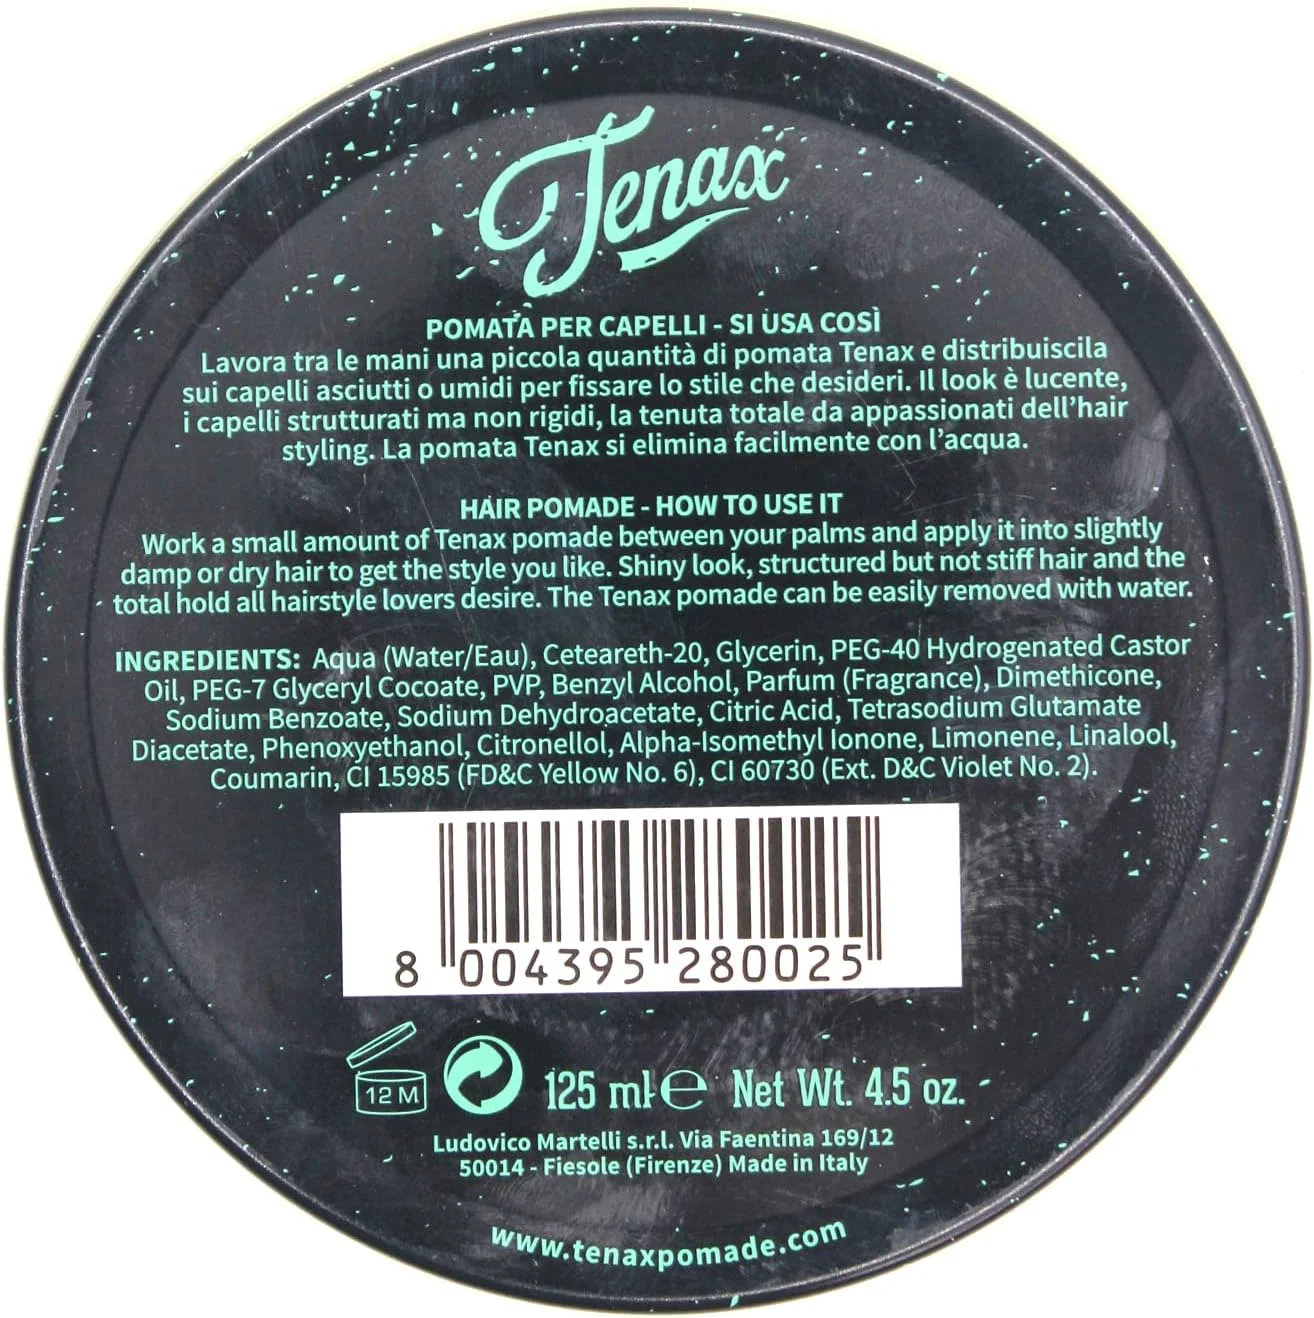 Tenax
POMATA PER CAPELLI - SI USA COSÌ
Lavora tra le mani una piccola quantità di pomata Tenax e distribuiscila
sui capelli asciutti o umidi per fissare lo stile che desideri. Il look è lucente,
i capelli strutturati ma non rigidi, la tenuta totale da appassionati dell'hair
styling. La pomata Tenax si elimina facilmente con l'acqua.
HAIR POMADE - HOW TO USE IT
Work a small amount of Tenax pomade between your palms and apply it into slightly
damp or dry hair to get the style you like. Shiny look, structured but not stiff hair and the
total hold all hairstyle lovers desire. The Tenax pomade can be easily removed with water.
INGREDIENTS: Aqua (Water/Eau), Ceteareth-20, Glycerin, PEG-40 Hydrogenated Castor
Oil, PEG-7 Glyceryl Cocoate, PVP, Benzyl Alcohol, Parfum (Fragrance), Dimethicone,
Sodium Benzoate, Sodium Dehydroacetate, Citric Acid, Tetrasodium Glutamate
Diacetate, Phenoxyethanol, Citronellol, Alpha-Isomethyl Ionone, Limonene, Linalool,
Coumarin, CI 15985 (FD&C Yellow No. 6), CI 60730 (Ext. D&C Violet No. 2).
8 004395 280025
12 M 125 ml e Net Wt. 4.5 oz.
Ludovico Martelli s.r.l. Via Faentina 169/12
50014 - Fiesole (Firenze) Made in Italy
www.tenaxpomade.com